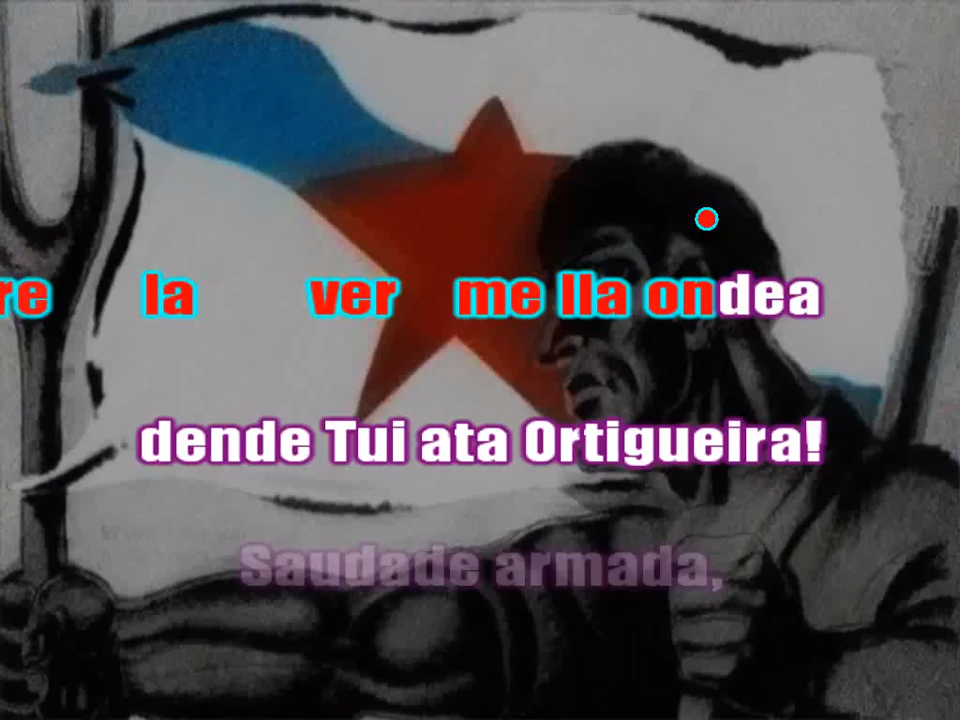 re la ver me lla ondea
dende Tui ata Ortigueira!
Saudade armada,